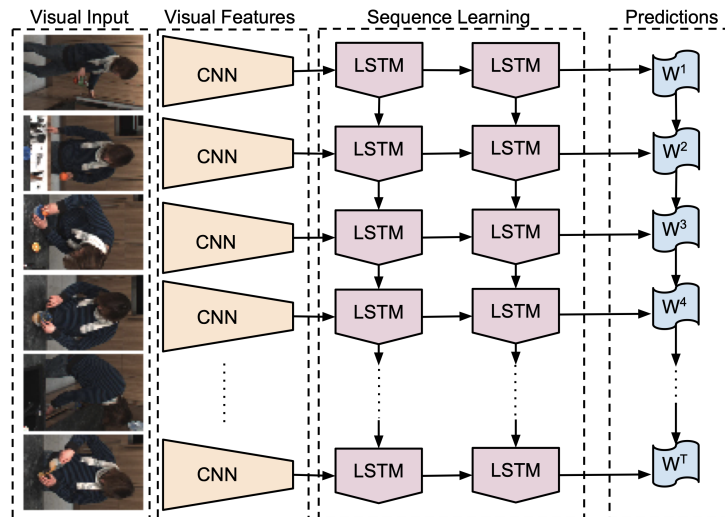 Visual Input Visual Features Sequence Learning Predictions
CNN LSTM LSTM W¹
CNN LSTM LSTM W²
CNN LSTM LSTM W³
CNN LSTM LSTM W⁴
CNN LSTM LSTM Wᵀ